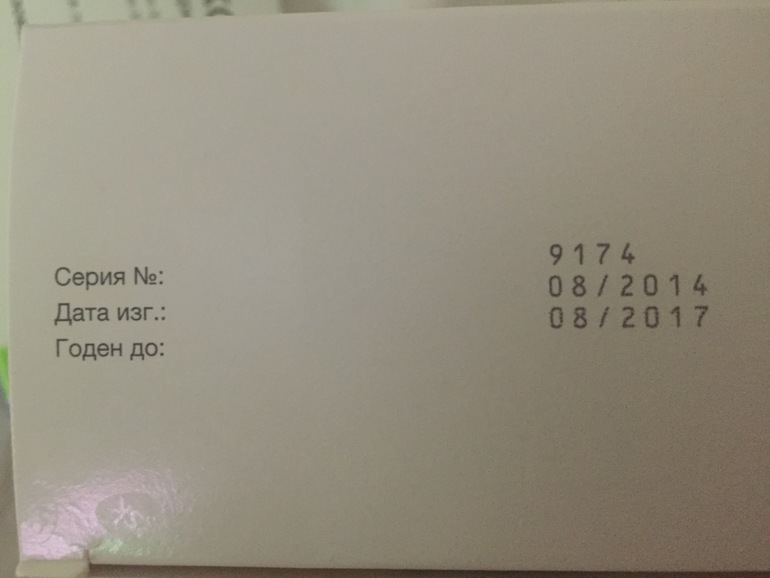 Серия №: 9174
Дата изг.: 08/2014
Годен до: 08/2017